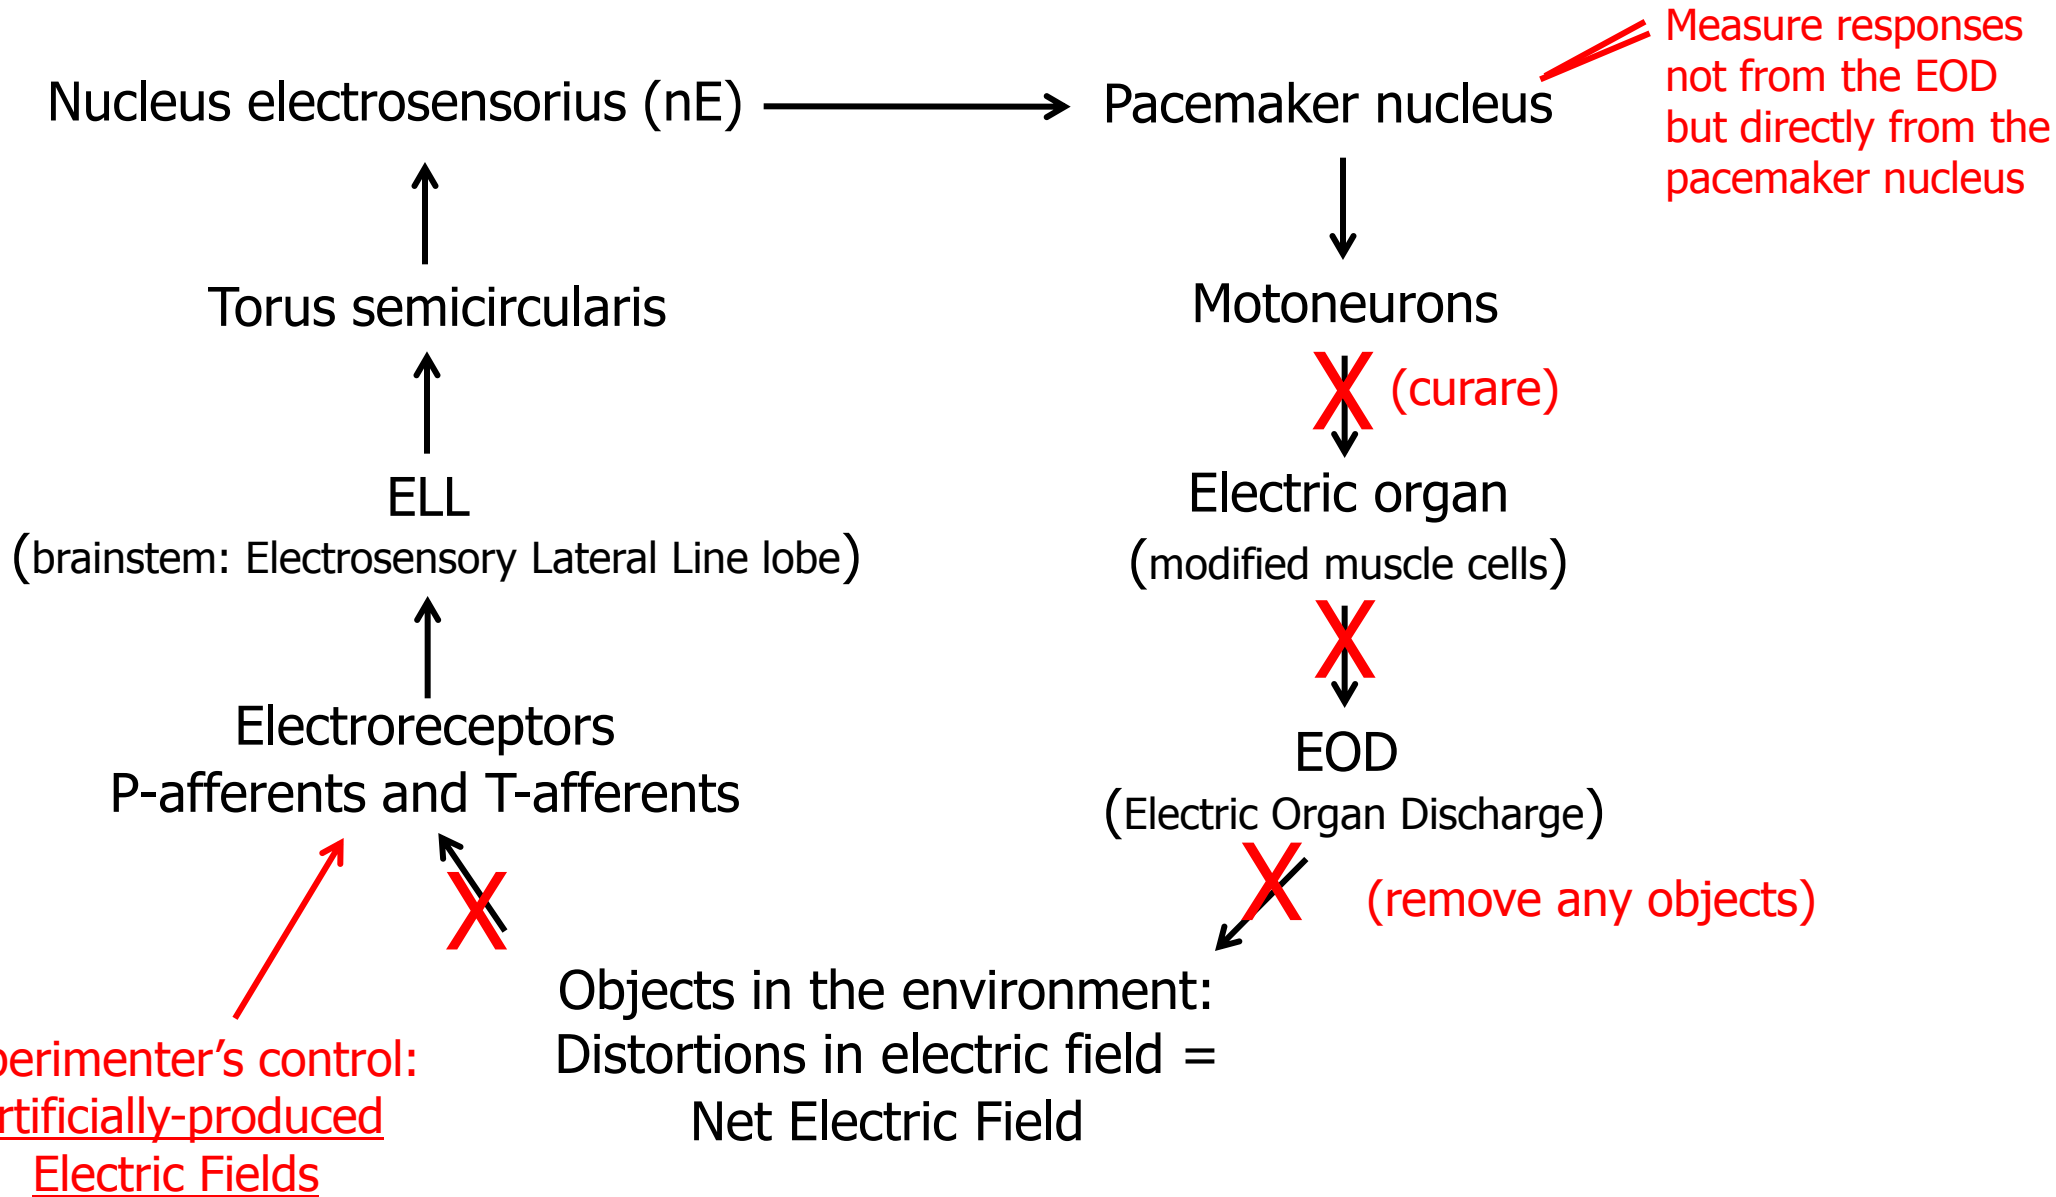 Measure responses
not from the EOD
but directly from the
pacemaker nucleus
Nucleus electrosensorius (nE)
Pacemaker nucleus
Torus semicircularis
Motoneurons
X (curare)
ELL
(brainstem: Electrosensory Lateral Line lobe)
Electric organ
(modified muscle cells)
X
Electroreceptors
P-afferents and T-afferents
EOD
(Electric Organ Discharge)
X
X (remove any objects)
Objects in the environment:
Distortions in electric field =
Net Electric Field
perimenter’s control:
rtificially-produced
Electric Fields